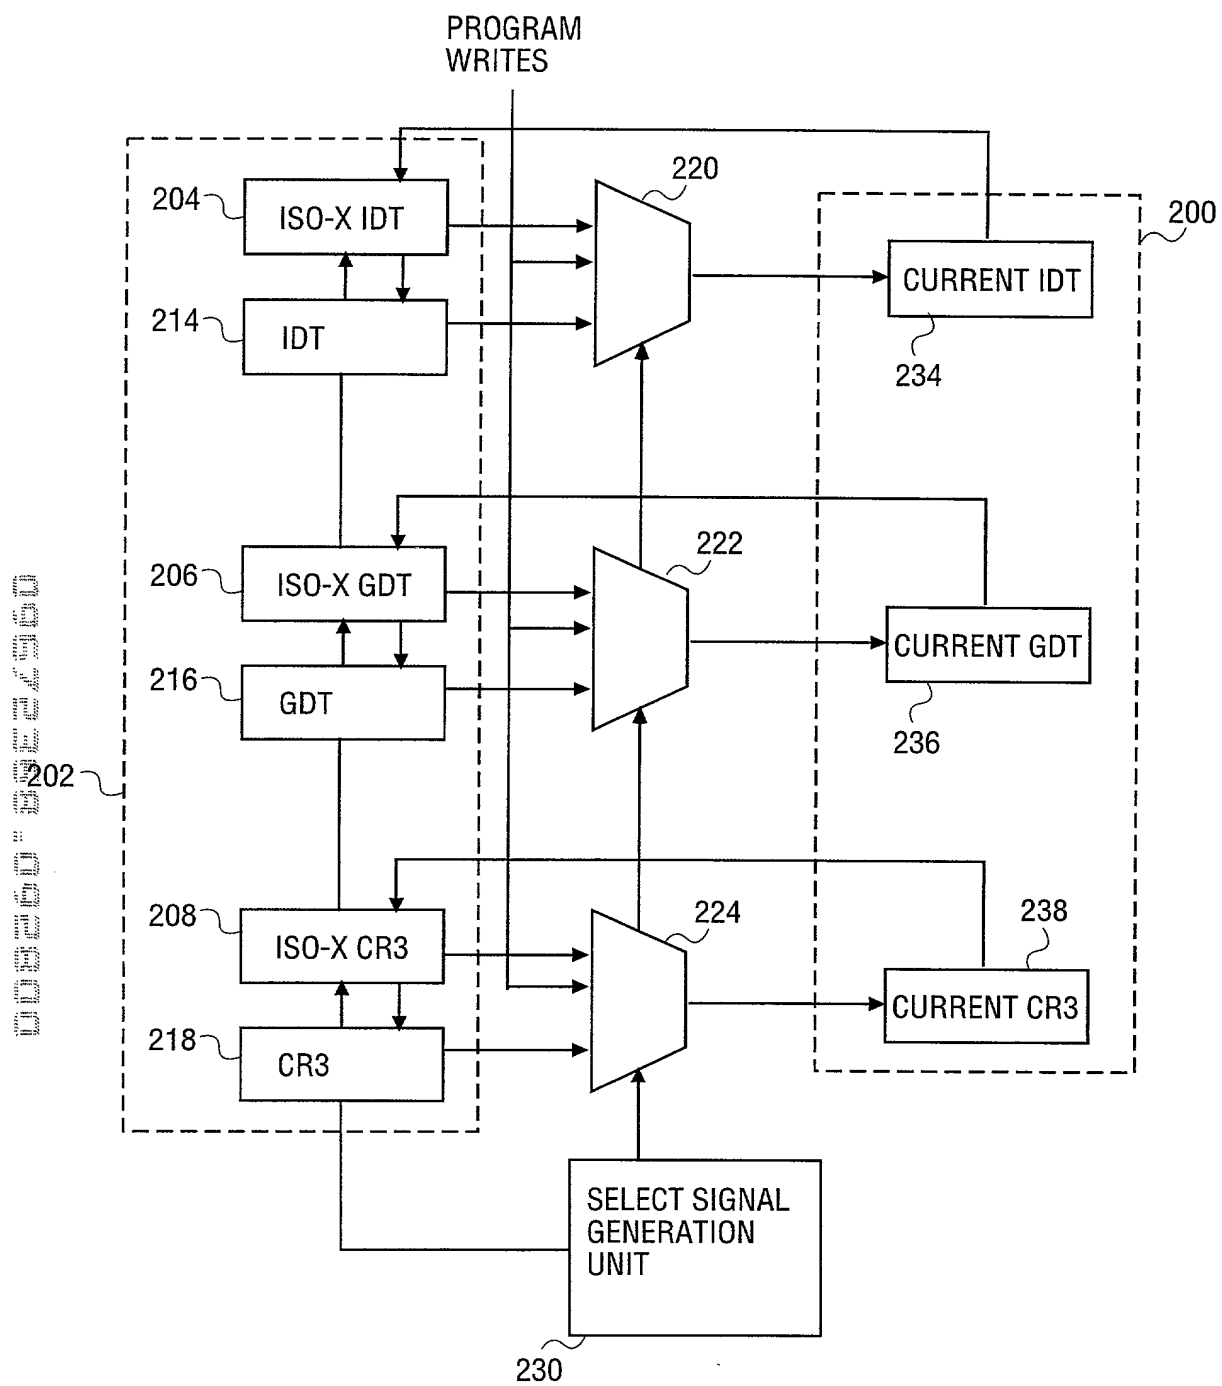 PROGRAM
WRITES
204
ISO-X IDT
220
200
214
IDT
CURRENT IDT
234
206
ISO-X GDT
222
216
GDT
CURRENT GDT
236
202
208
ISO-X CR3
224
238
218
CR3
CURRENT CR3
SELECT SIGNAL
GENERATION
UNIT
230